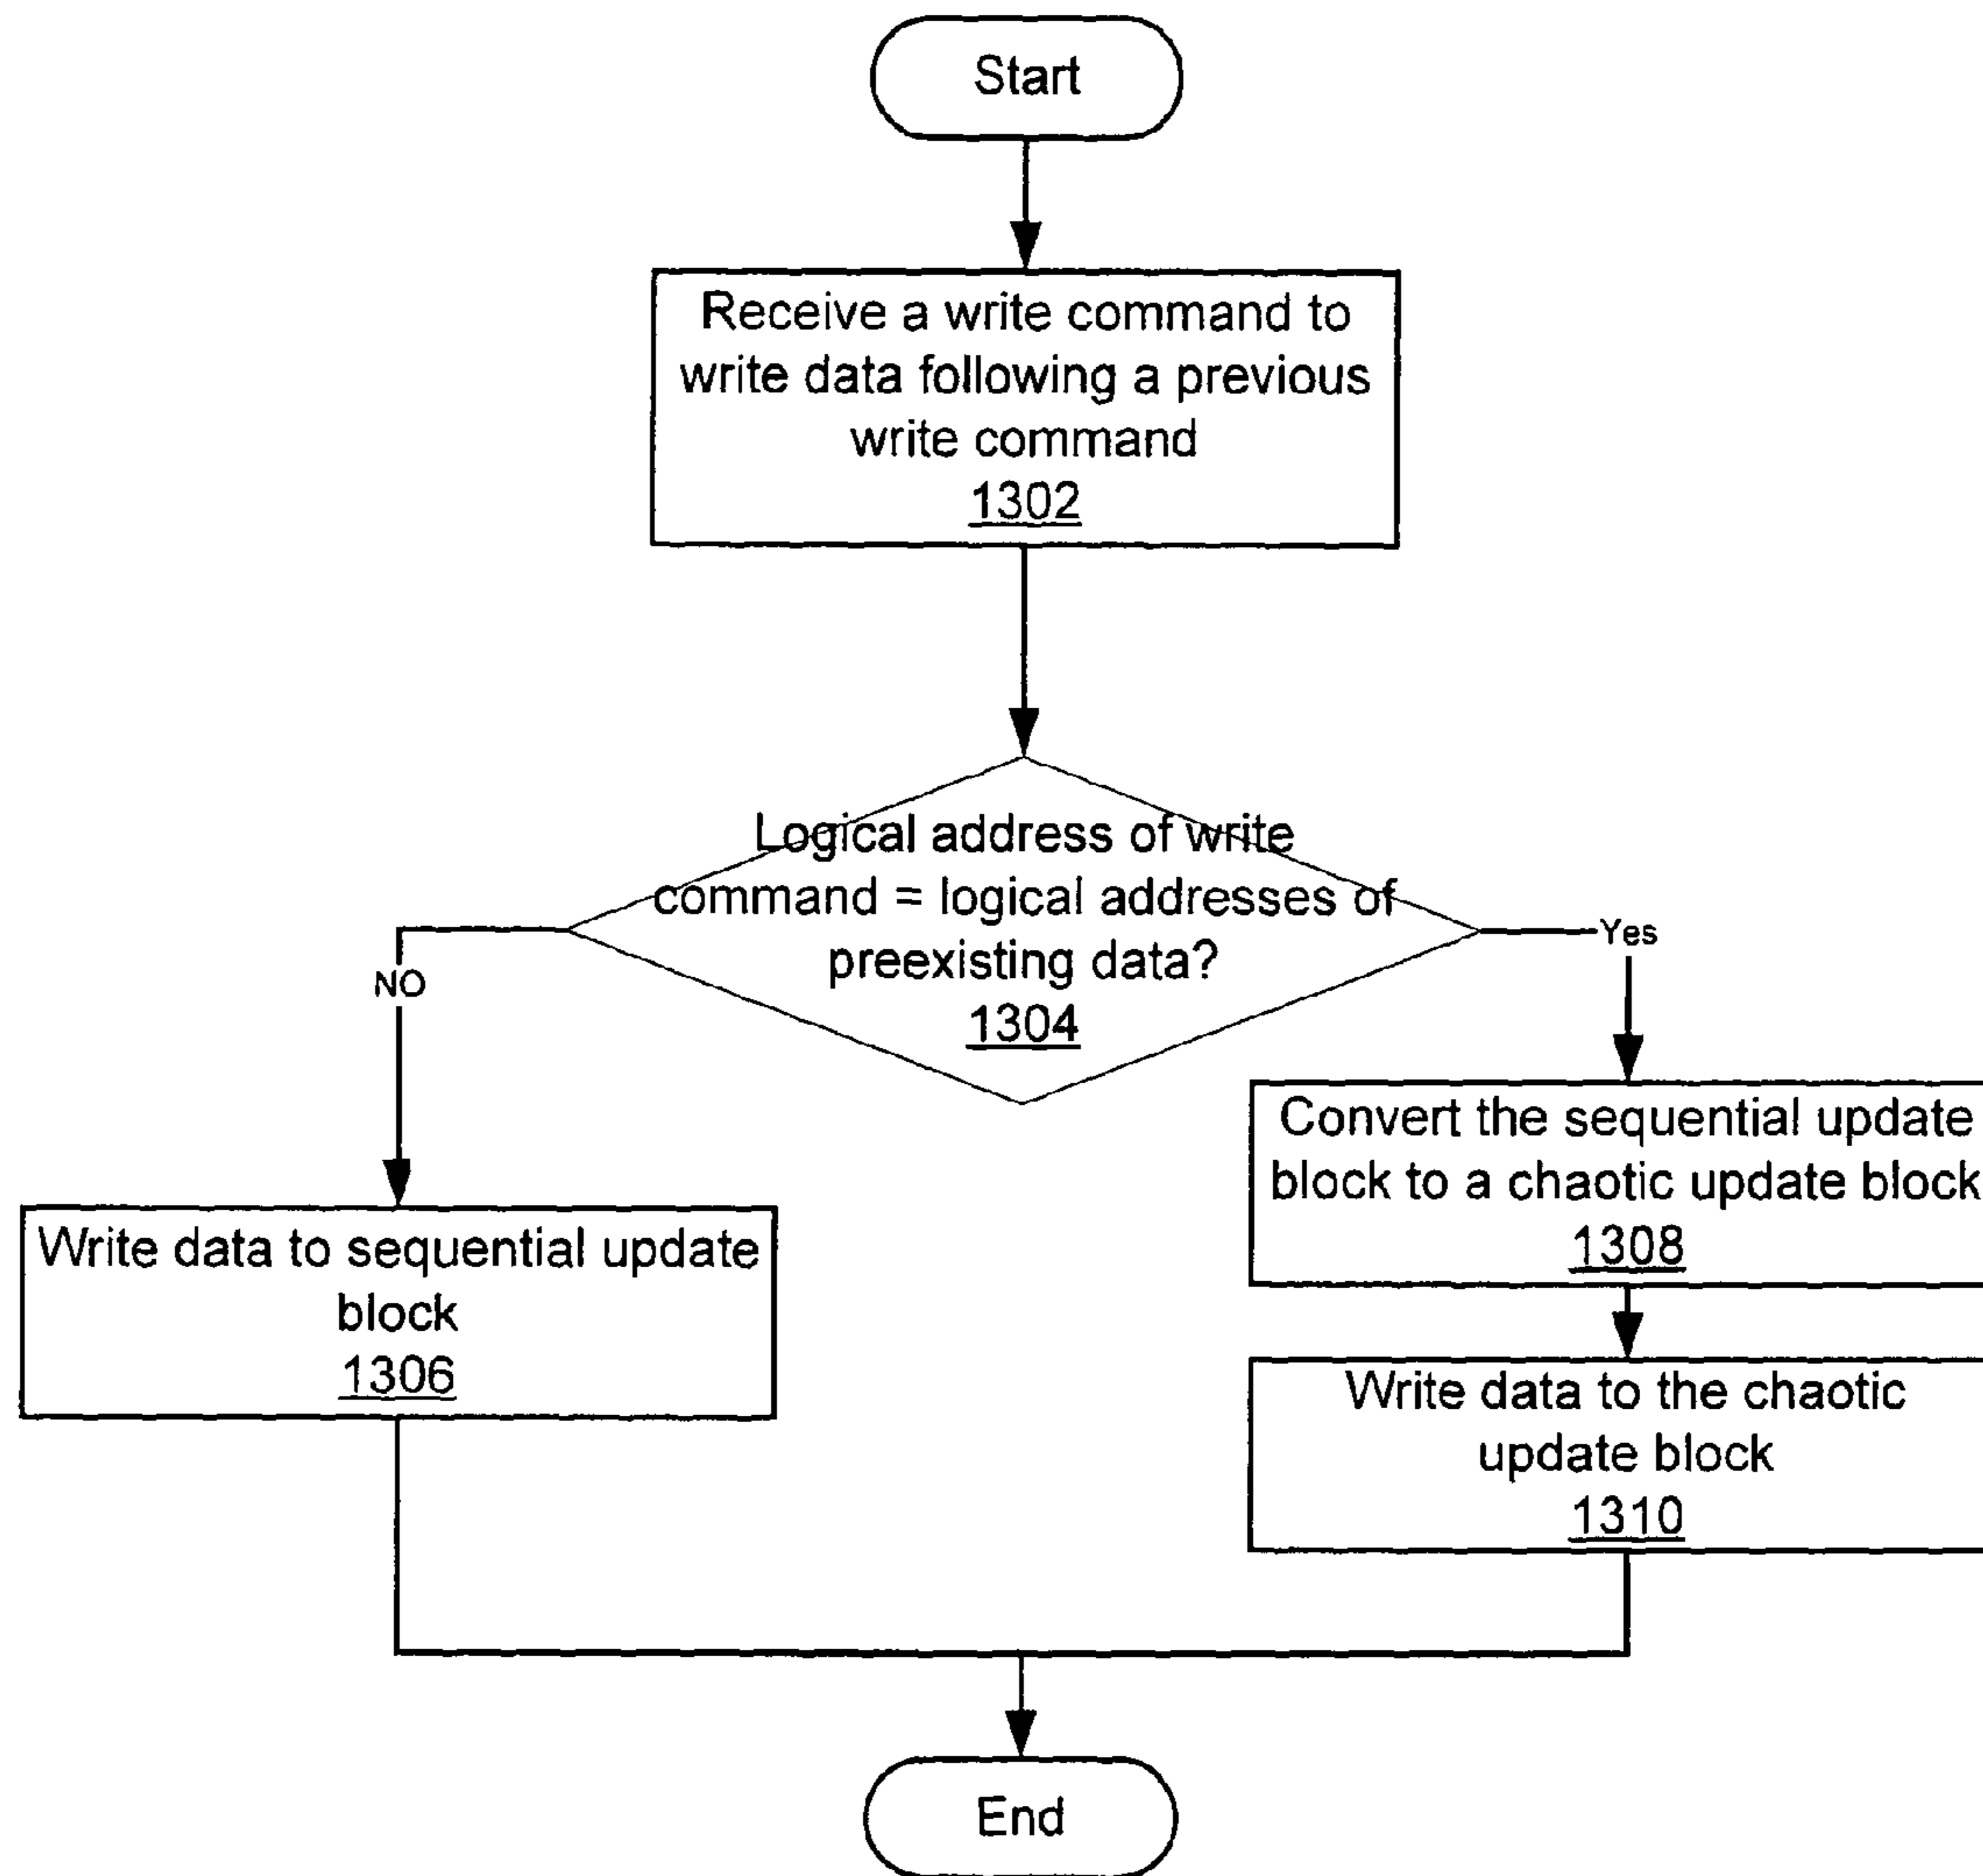 Start
Receive a write command to
write data following a previous
write command
1302
Logical address of write
command = logical addresses of
preexisting data?
1304
NO
Yes
Write data to sequential update
block
1306
Convert the sequential update
block to a chaotic update block
1308
Write data to the chaotic
update block
1310
End